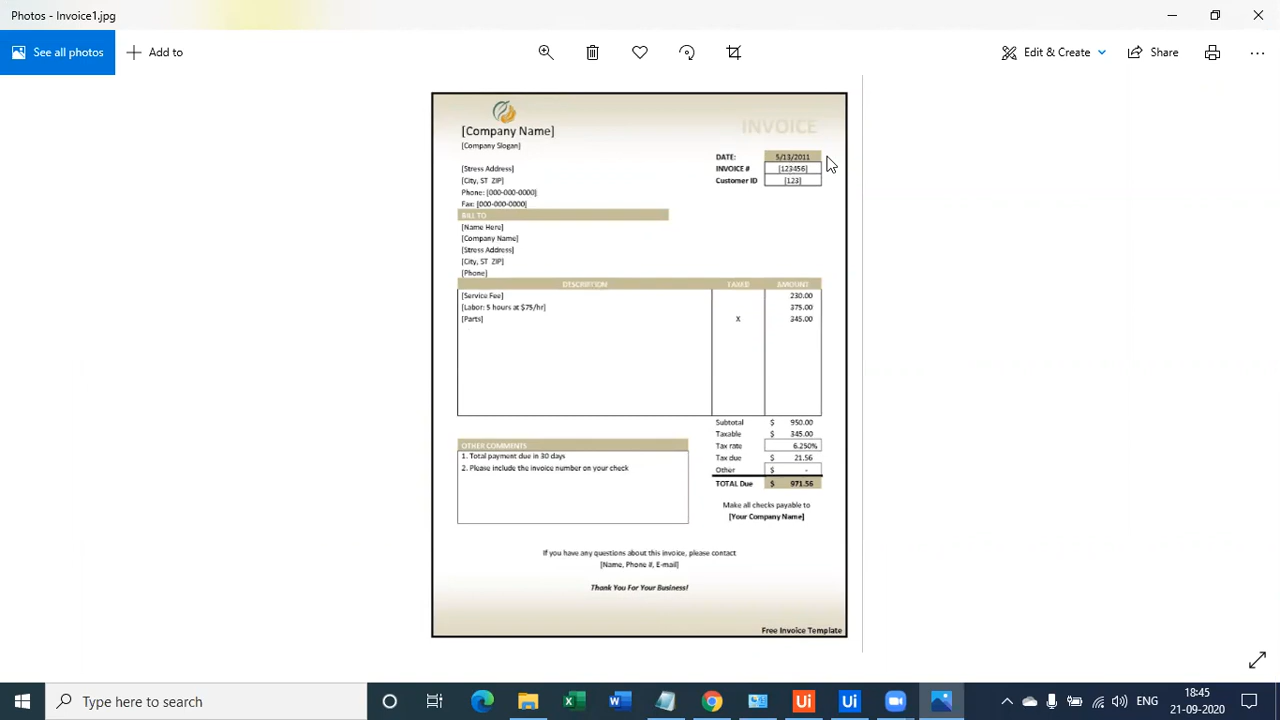 Photos - Invoice1.jpg
See all photos
Add to
Edit & Create
Share
[Company Name]
INVOICE
[Company Slogan]
DATE: 5/13/2011
[Stress Address]
INVOICE # [123456]
[City, ST ZIP]
Customer ID [123]
Phone: [000-000-0000]
Fax: [000-000-0000]
BILL TO
[Name Here]
[Company Name]
[Stress Address]
[City, ST ZIP]
[Phone]
DESCRIPTION TAXED AMOUNT
[Service Fee] 230.00
[Labor: 5 hours at $75/hr] 375.00
[Parts] X 345.00
Subtotal $ 950.00
Taxable $ 345.00
Tax rate 6.250%
Tax due $ 21.56
Other $ -
TOTAL Due $ 971.56
OTHER COMMENTS
1. Total payment due in 30 days
2. Please include the invoice number on your check
Make all checks payable to
[Your Company Name]
If you have any questions about this invoice, please contact
[Name, Phone #, E-mail]
Thank You For Your Business!
Free Invoice Template
Type here to search
Ui
Ui
ENG
18:45
21-09-2020